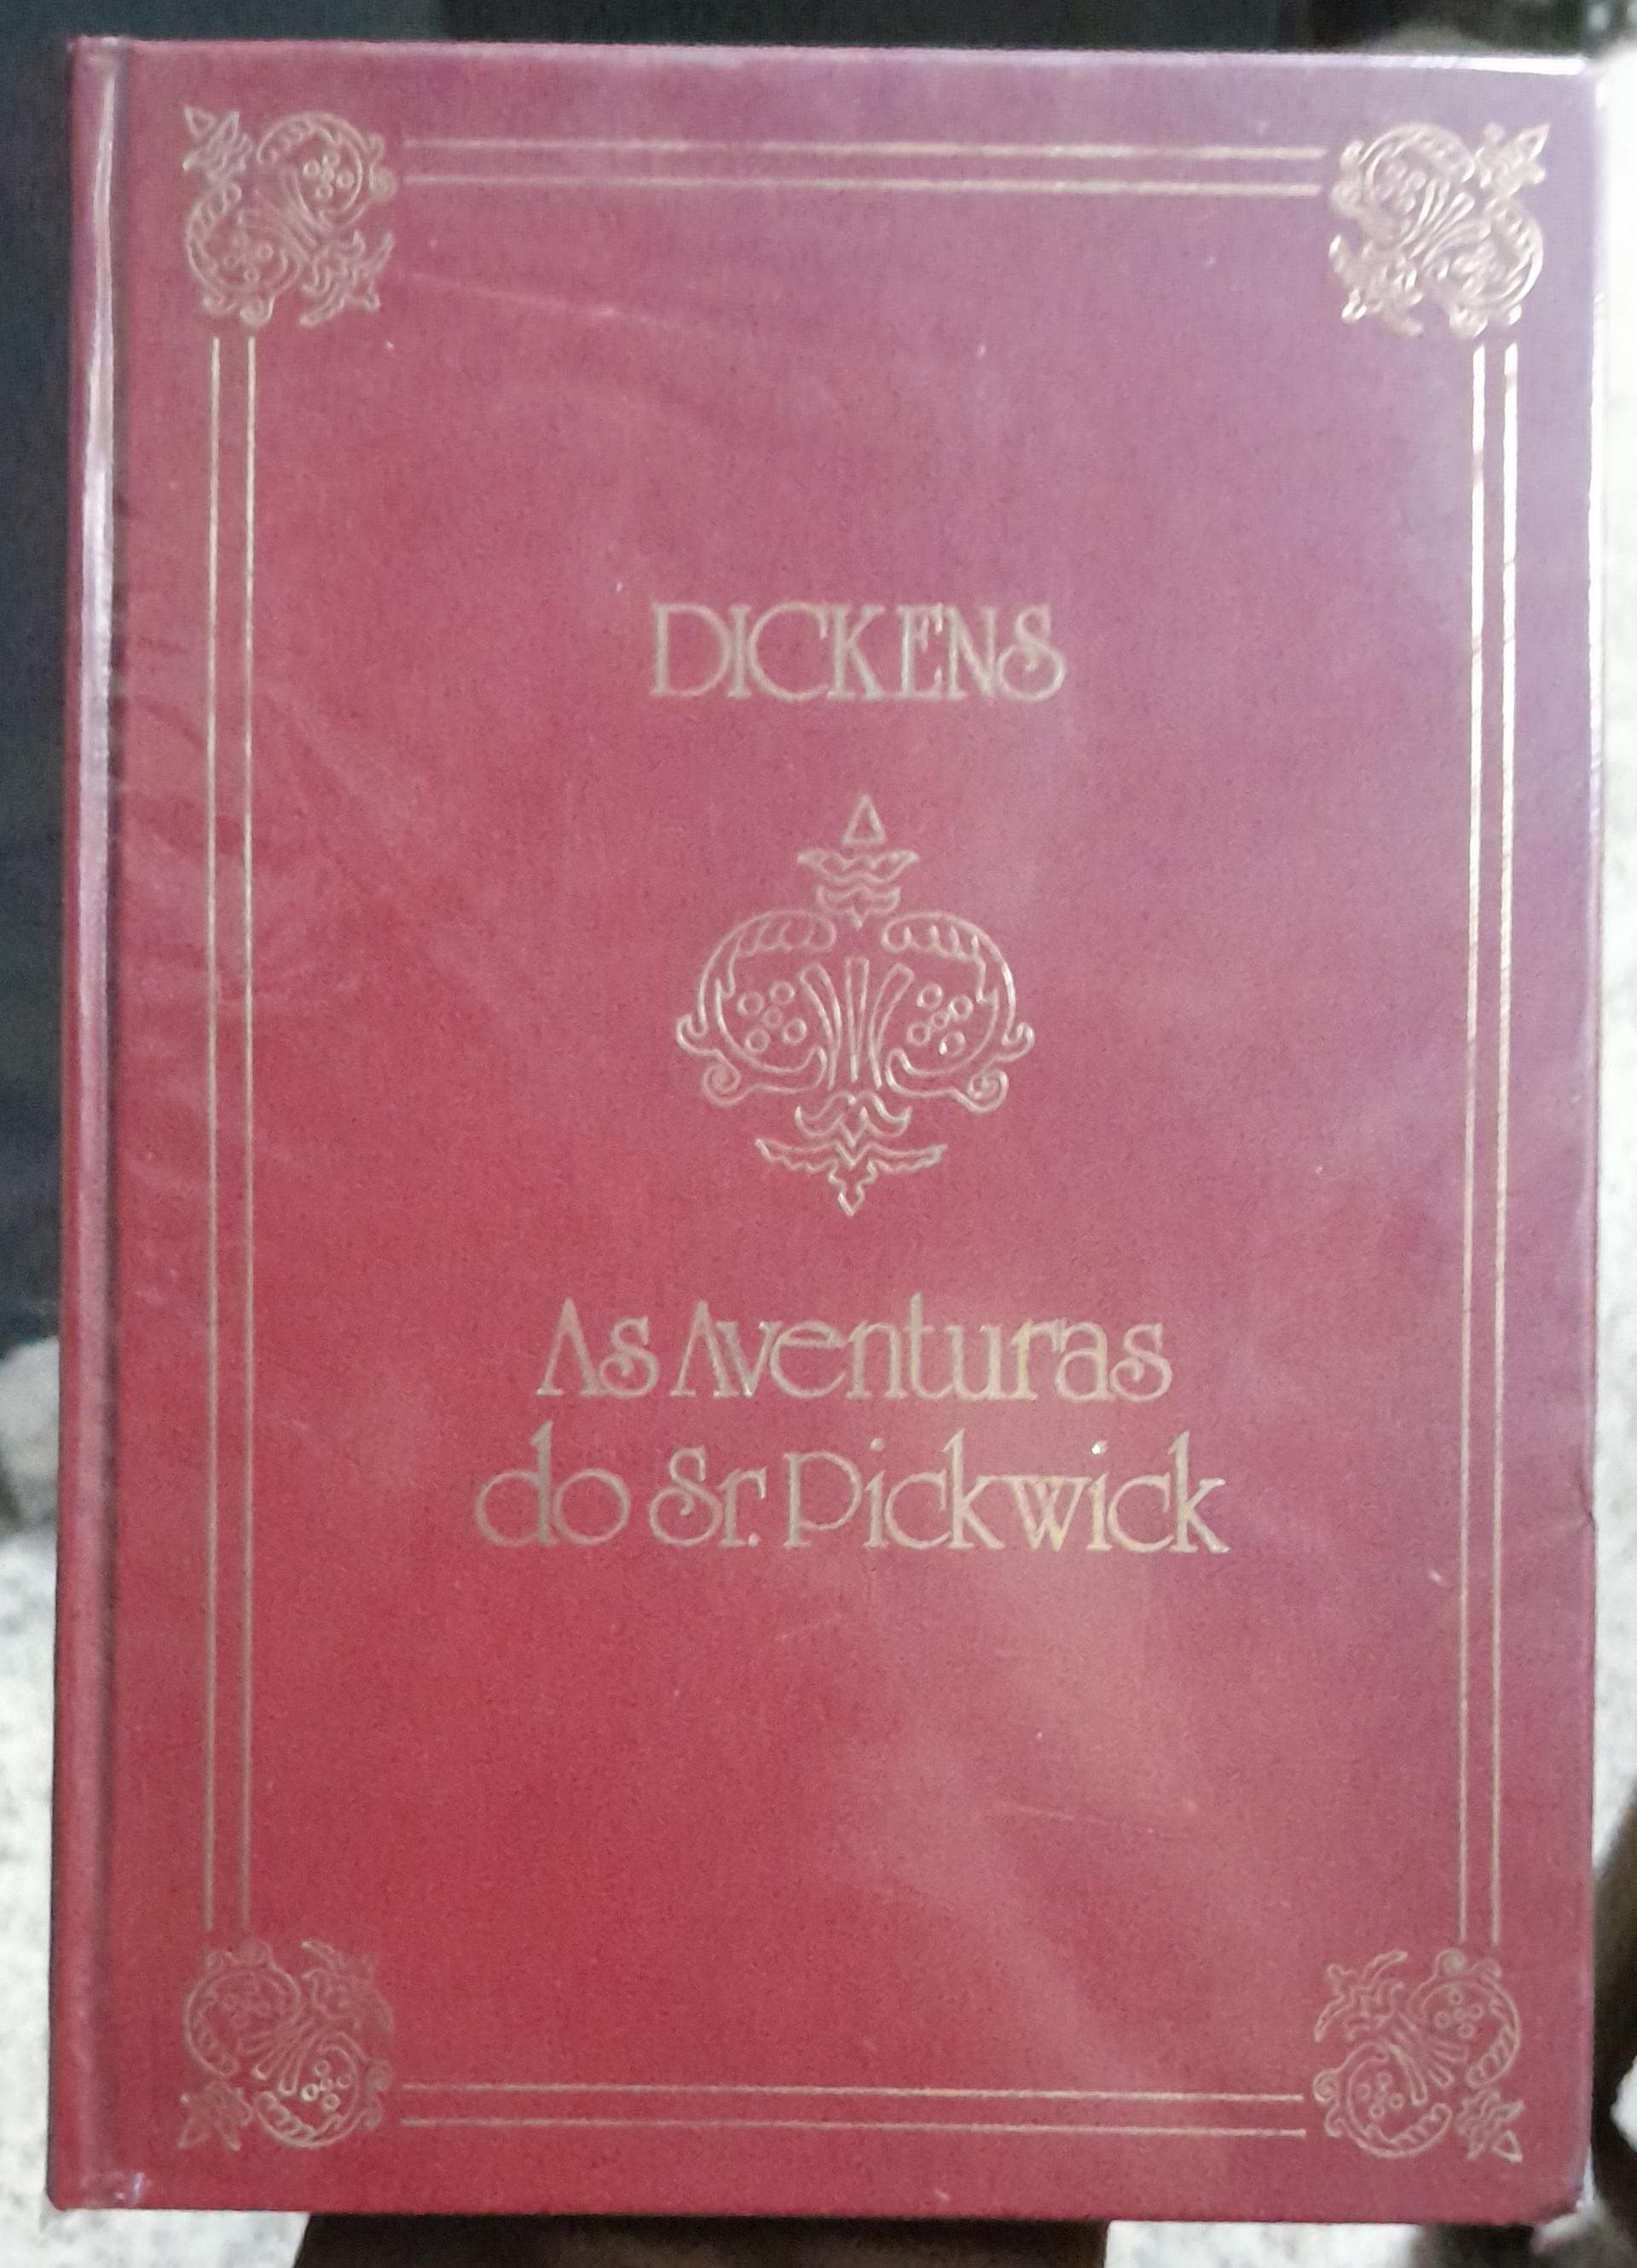 DICKENS
As Aventuras
do Sr. Pickwick